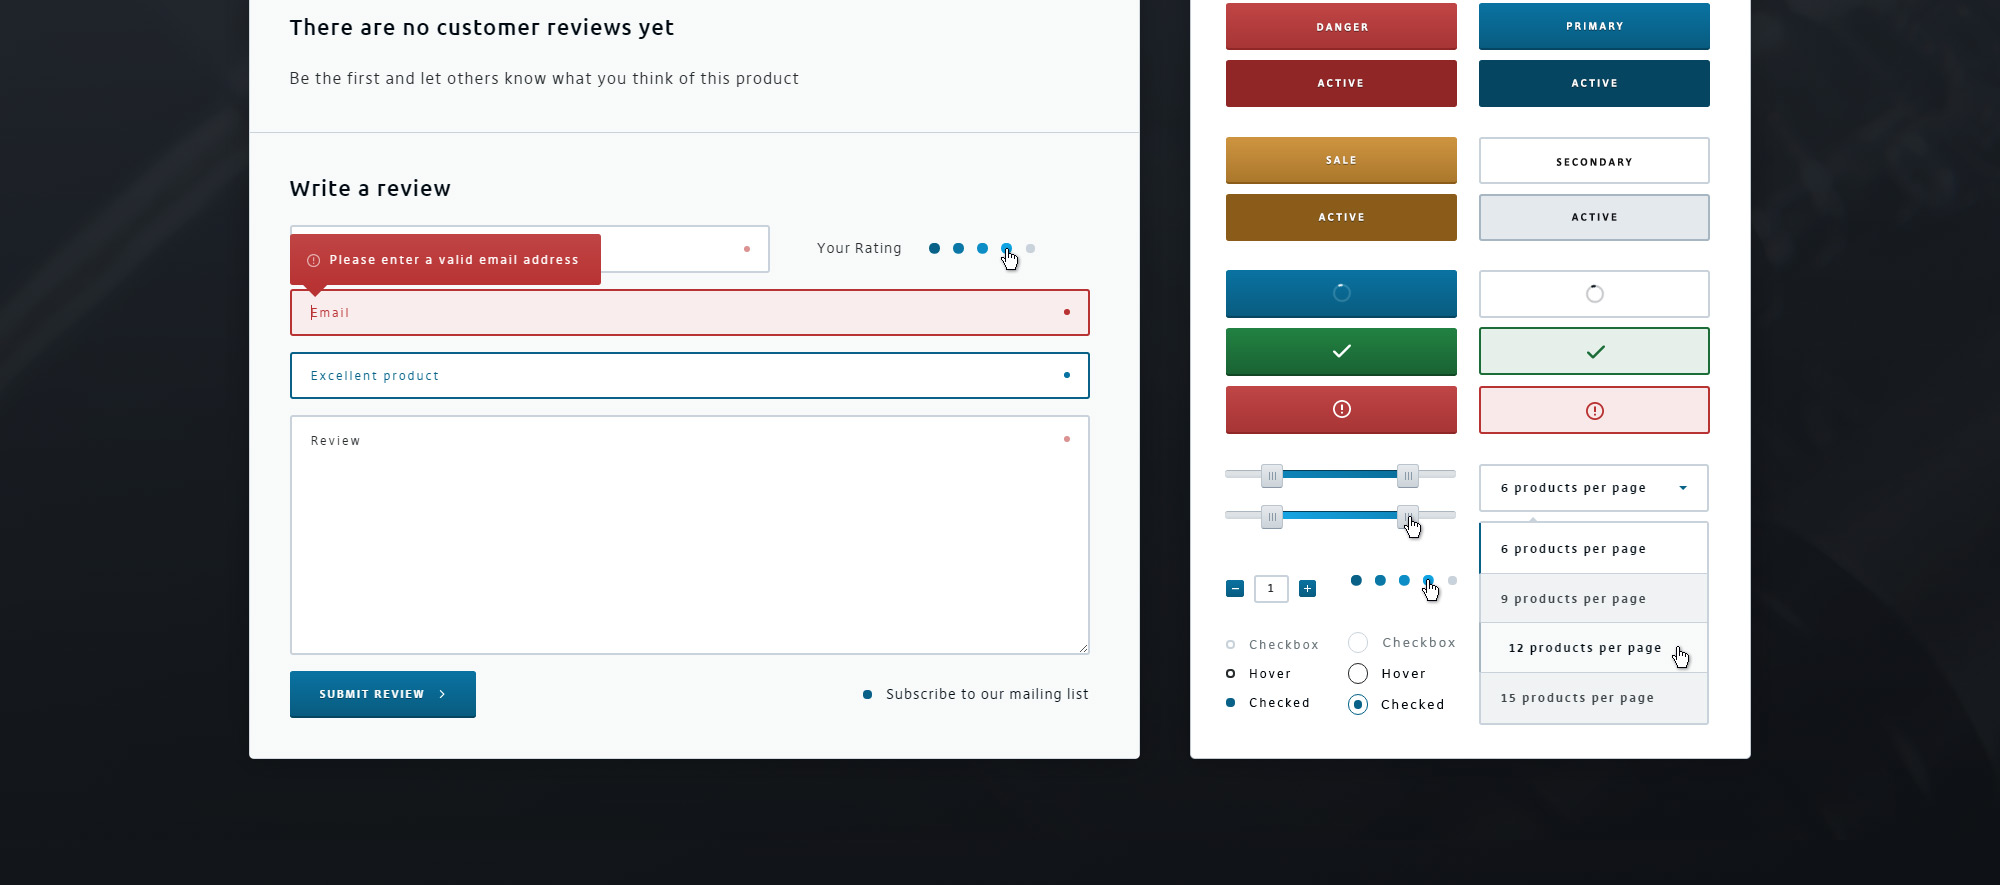 There are no customer reviews yet
Be the first and let others know what you think of this product
Write a review
Please enter a valid email address
Your Rating
Email
Excellent product
Review
SUBMIT REVIEW
Subscribe to our mailing list
DANGER
PRIMARY
ACTIVE
ACTIVE
SALE
SECONDARY
ACTIVE
ACTIVE
6 products per page
6 products per page
9 products per page
12 products per page
15 products per page
1
Checkbox
Checkbox
Hover
Hover
Checked
Checked